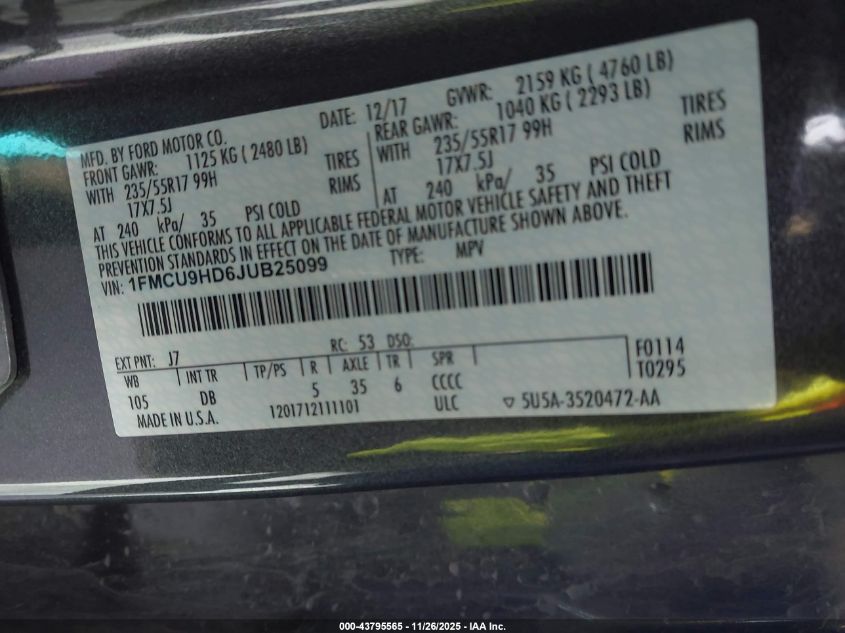 MFD. BY FORD MOTOR CO.
DATE: 12/17
GVWR: 2159 KG ( 4760 LB)
FRONT GAWR: 1125 KG ( 2480 LB)
WITH 235/55R17 99H TIRES
17X7.5J RIMS
AT 240 kPa/ 35 PSI COLD
REAR GAWR: 1040 KG ( 2293 LB)
WITH 235/55R17 99H TIRES
17X7.5J RIMS
AT 240 kPa/ 35 PSI COLD
THIS VEHICLE CONFORMS TO ALL APPLICABLE FEDERAL MOTOR VEHICLE SAFETY AND THEFT
PREVENTION STANDARDS IN EFFECT ON THE DATE OF MANUFACTURE SHOWN ABOVE.
VIN: 1FMCU9HD6JUB25099
TYPE: MPV
EXT PNT: J7 RC: 53 DSO:
WB INT TR TP/PS R AXLE TR SPR
105 DB 5 35 6 CCCC
F0114
T0295
MADE IN U.S.A. 1201712111101 ULC ▽ 5U5A-3520472-AA
000-43795565 - 11/26/2025 - IAA Inc.